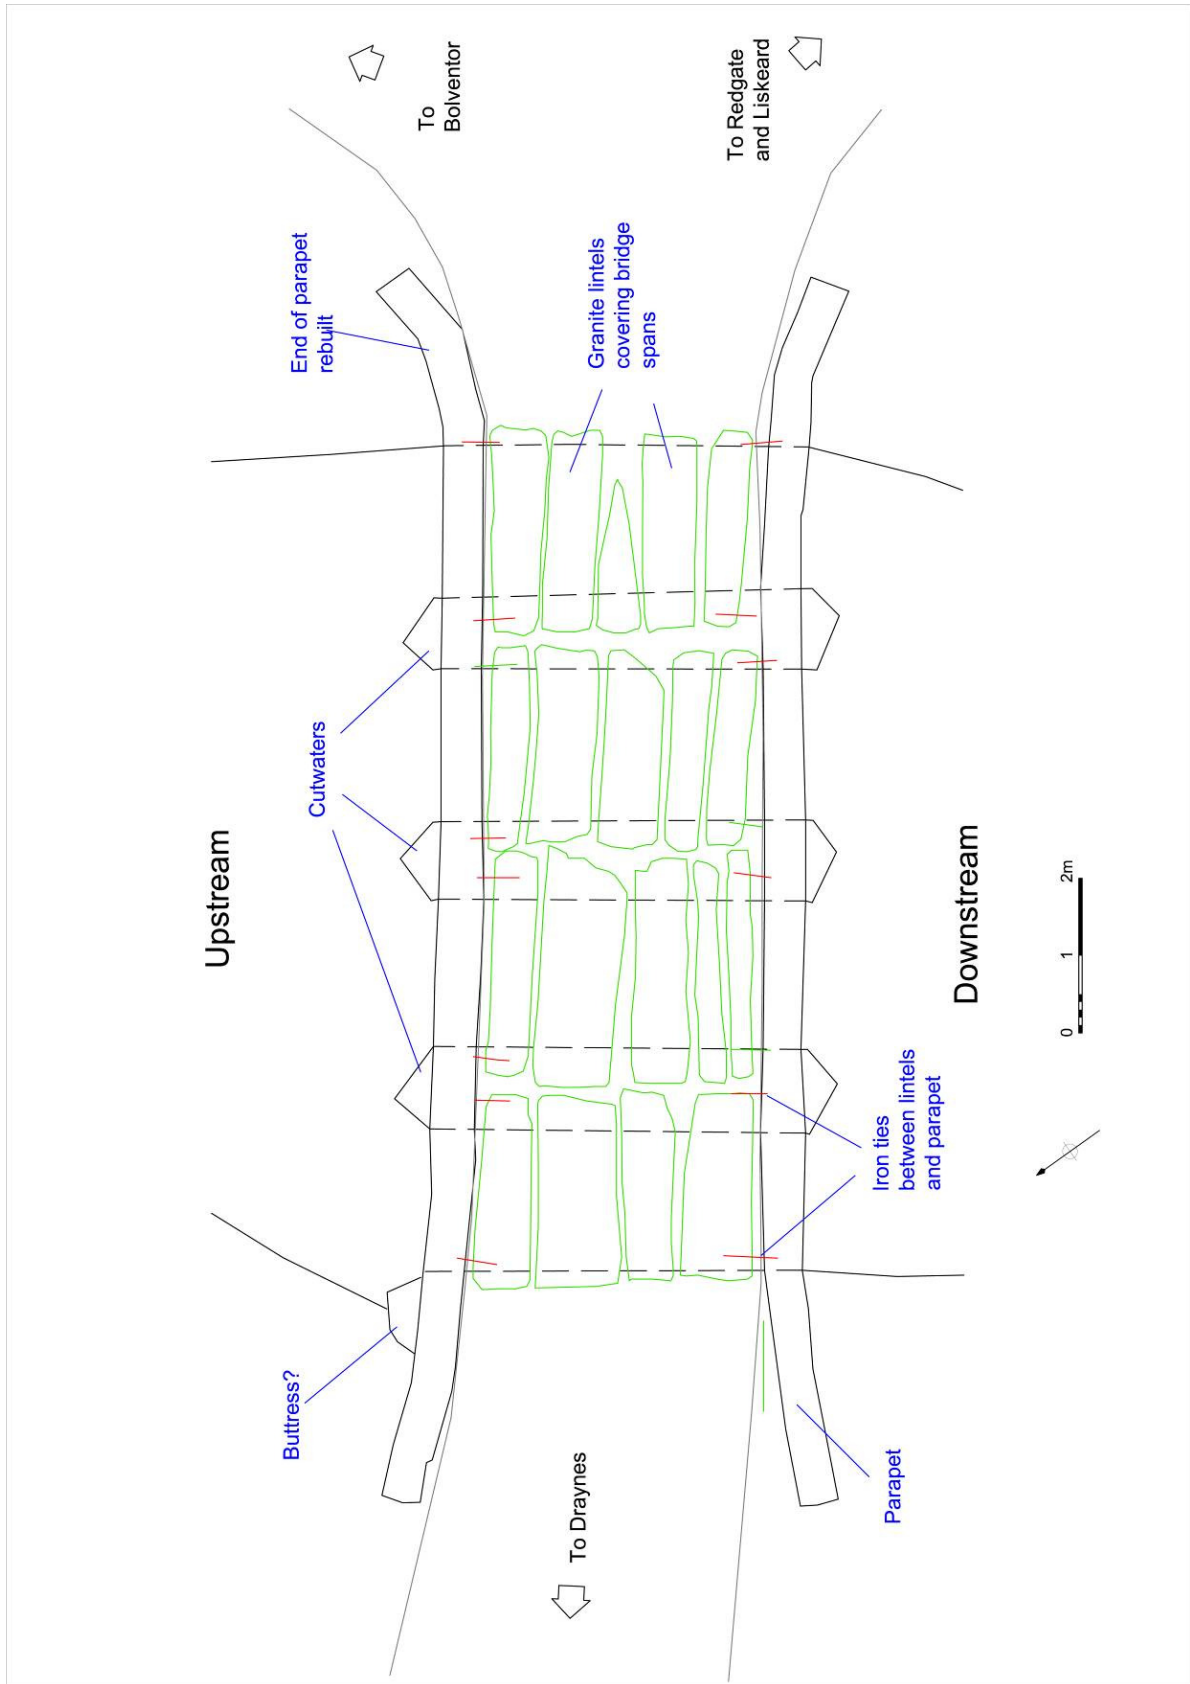 Upstream
Buttress?
Cutwaters
End of parapet
rebuilt
To
Bolventor
To Draynes
Granite lintels
covering bridge
spans
To Redgate
and Liskeard
Parapet
Iron ties
between lintels
and parapet
Downstream
0 1 2m